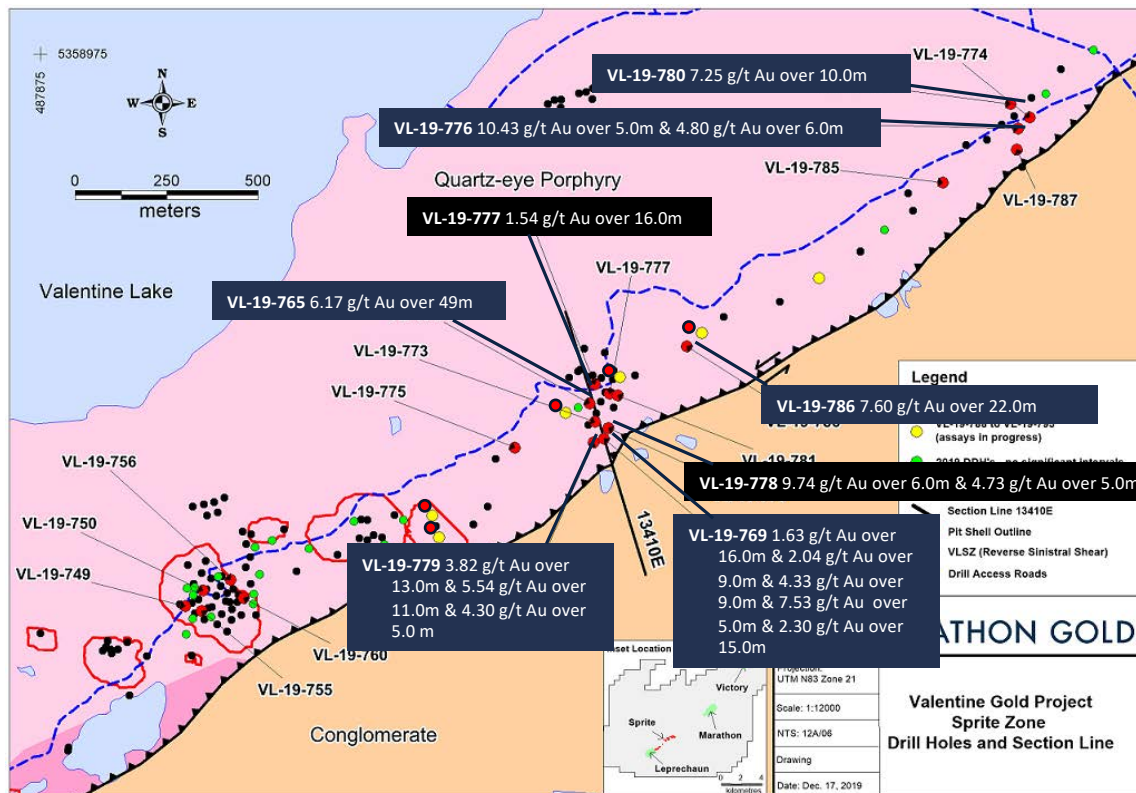 5358975
487875
N
W E
S
0 250 500
meters
VL-19-774
VL-19-780 7.25 g/t Au over 10.0m
VL-19-776 10.43 g/t Au over 5.0m & 4.80 g/t Au over 6.0m
VL-19-785
VL-19-787
Quartz-eye Porphyry
VL-19-777 1.54 g/t Au over 16.0m
VL-19-777
Valentine Lake
VL-19-765 6.17 g/t Au over 49m
VL-19-773
VL-19-775
VL-19-756
VL-19-750
VL-19-749
VL-19-760
VL-19-755
Conglomerate
13410E
VL-19-781
VL-19-786 7.60 g/t Au over 22.0m
VL-19-778 9.74 g/t Au over 6.0m & 4.73 g/t Au over 5.0m
VL-19-779 3.82 g/t Au over
13.0m & 5.54 g/t Au over
11.0m & 4.30 g/t Au over
5.0 m
VL-19-769 1.63 g/t Au over
16.0m & 2.04 g/t Au over
9.0m & 4.33 g/t Au over
9.0m & 7.53 g/t Au over
5.0m & 2.30 g/t Au over
15.0m
Legend
VL-19-788 to VL-19-793
(assays in progress)
2019 DDH's - no significant intervals
Section Line 13410E
Pit Shell Outline
VLSZ (Reverse Sinistral Shear)
Drill Access Roads
ATHON GOLD
Inset Location
Victory
Sprite
Marathon
Leprechaun
0 2 4
kilometres
Projection:
UTM N83 Zone 21
Scale: 1:12000
NTS: 12A/06
Drawing
Date: Dec. 17, 2019
Valentine Gold Project
Sprite Zone
Drill Holes and Section Line